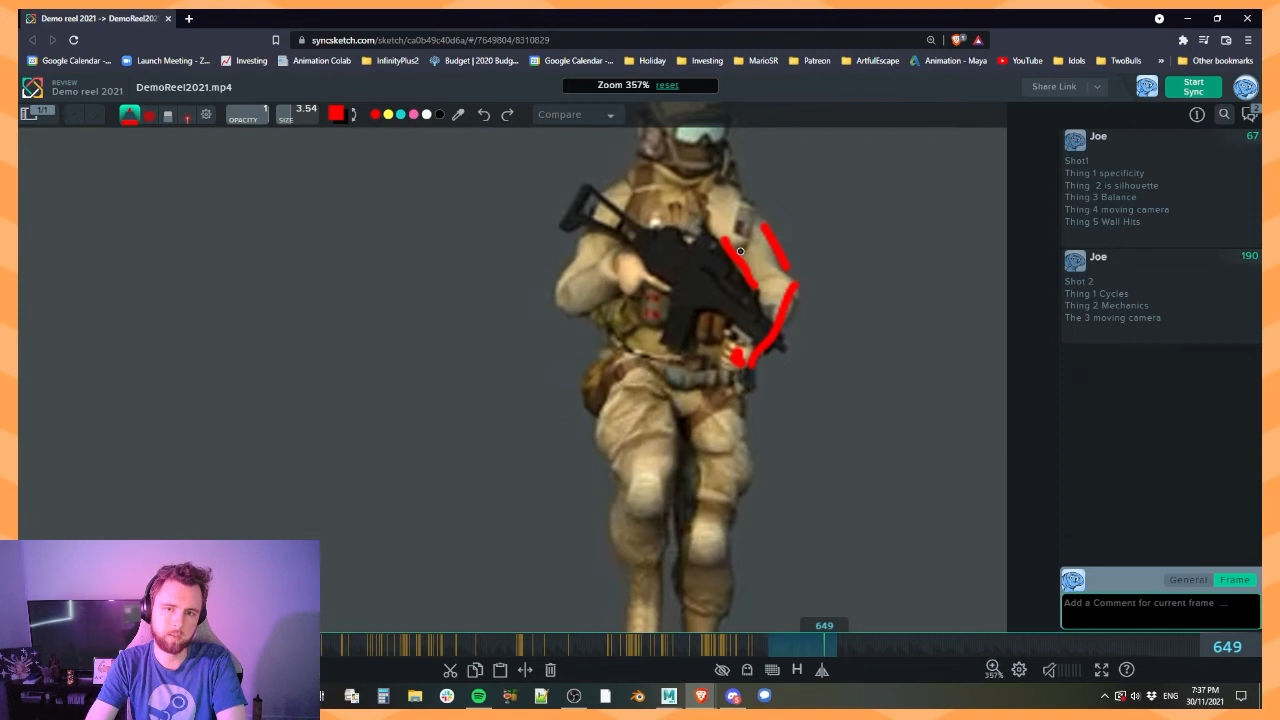 Demo reel 2021 -> DemoReel202
syncsketch.com/sketch/ca0b49c40d6a/#/7649804/8310829
Google Calendar -...
Launch Meeting - Z...
Investing
Animation Colab
InfinityPlus2
Budget | 2020 Budg...
Google Calendar -...
Holiday
Investing
MarioSR
Patreon
ArtfulEscape
Animation - Maya
YouTube
Idols
TwoBulls
»
Other bookmarks
REVIEW
Demo reel 2021
DemoReel2021.mp4
Zoom 357% reset
Share Link
Start
Sync
1/1
1
OPACITY
3.54
SIZE
Compare
2
Joe 67
Shot1
Thing 1 specificity
Thing 2 is silhouette
Thing 3 Balance
Thing 4 moving camera
Thing 5 Wall Hits
Joe 190
Shot 2
Thing 1 Cycles
Thing 2 Mechanics
The 3 moving camera
General Frame
Add a Comment for current frame ...
649
649
H
357%
ENG
7:37 PM
30/11/2021